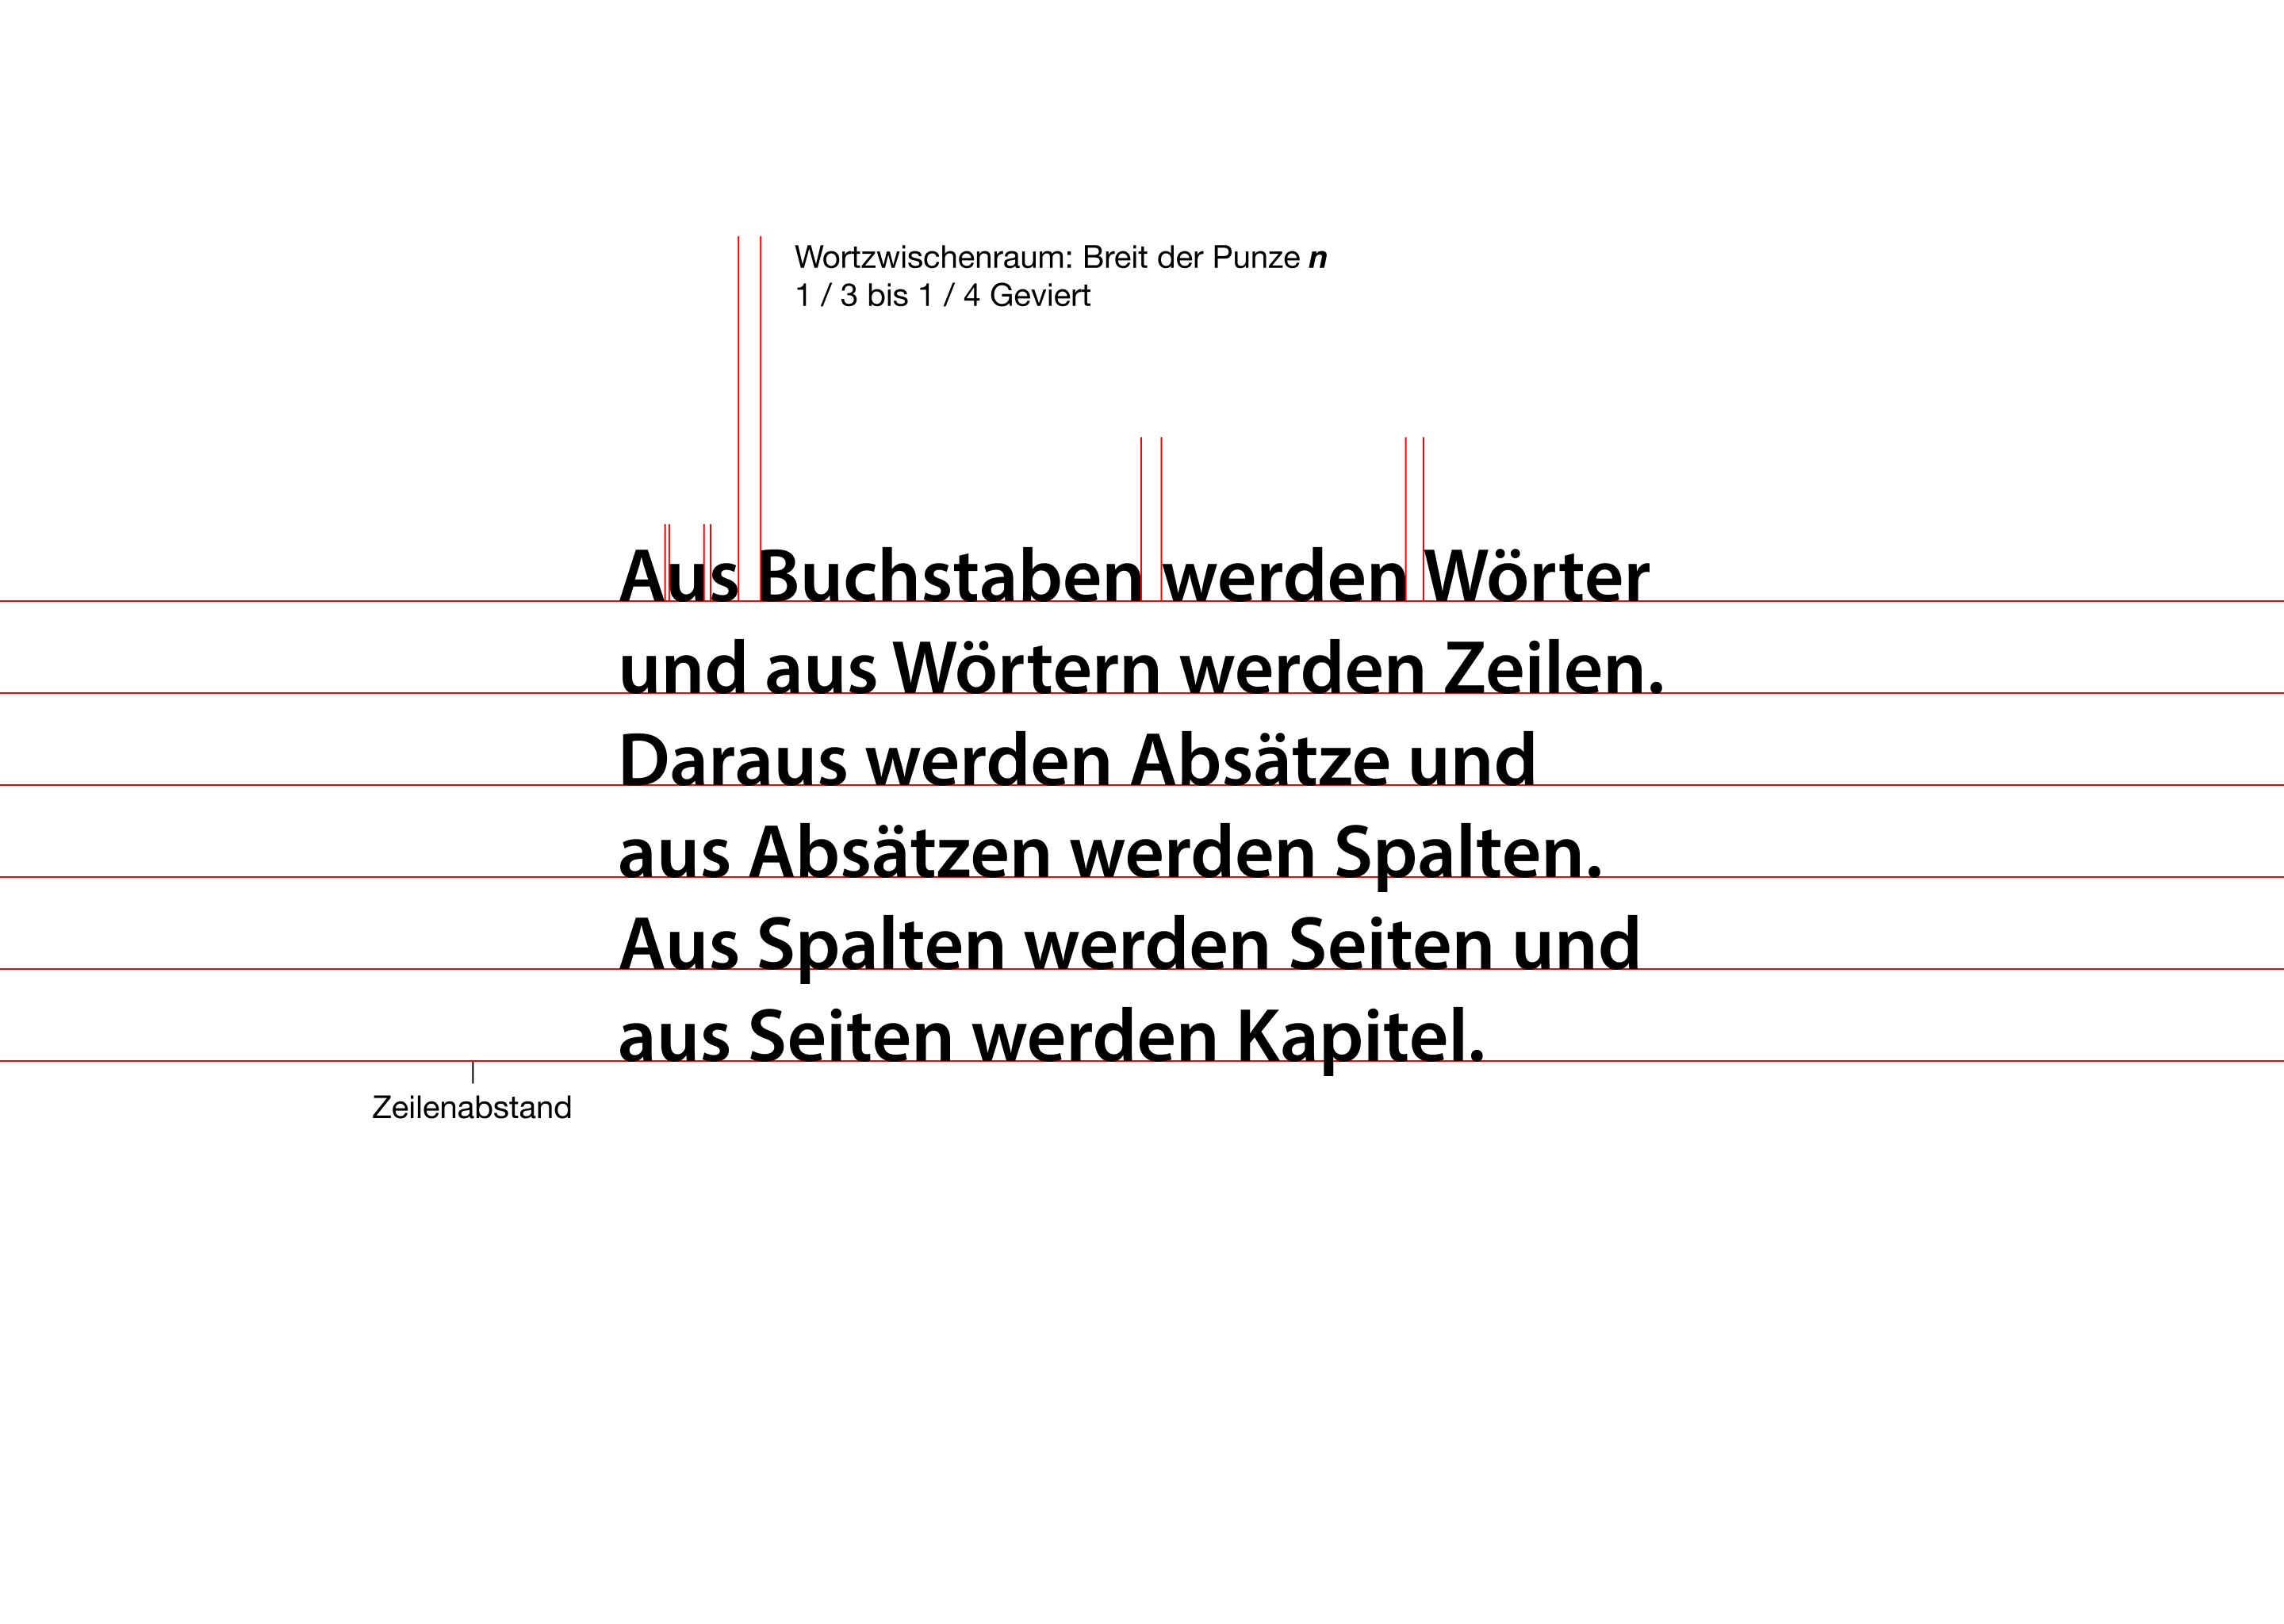 Wortzwischenraum: Breit der Punze n
1 / 3 bis 1 / 4 Geviert
Aus Buchstaben werden Wörter
und aus Wörtern werden Zeilen.
Daraus werden Absätze und
aus Absätzen werden Spalten.
Aus Spalten werden Seiten und
aus Seiten werden Kapitel.
Zeilenabstand